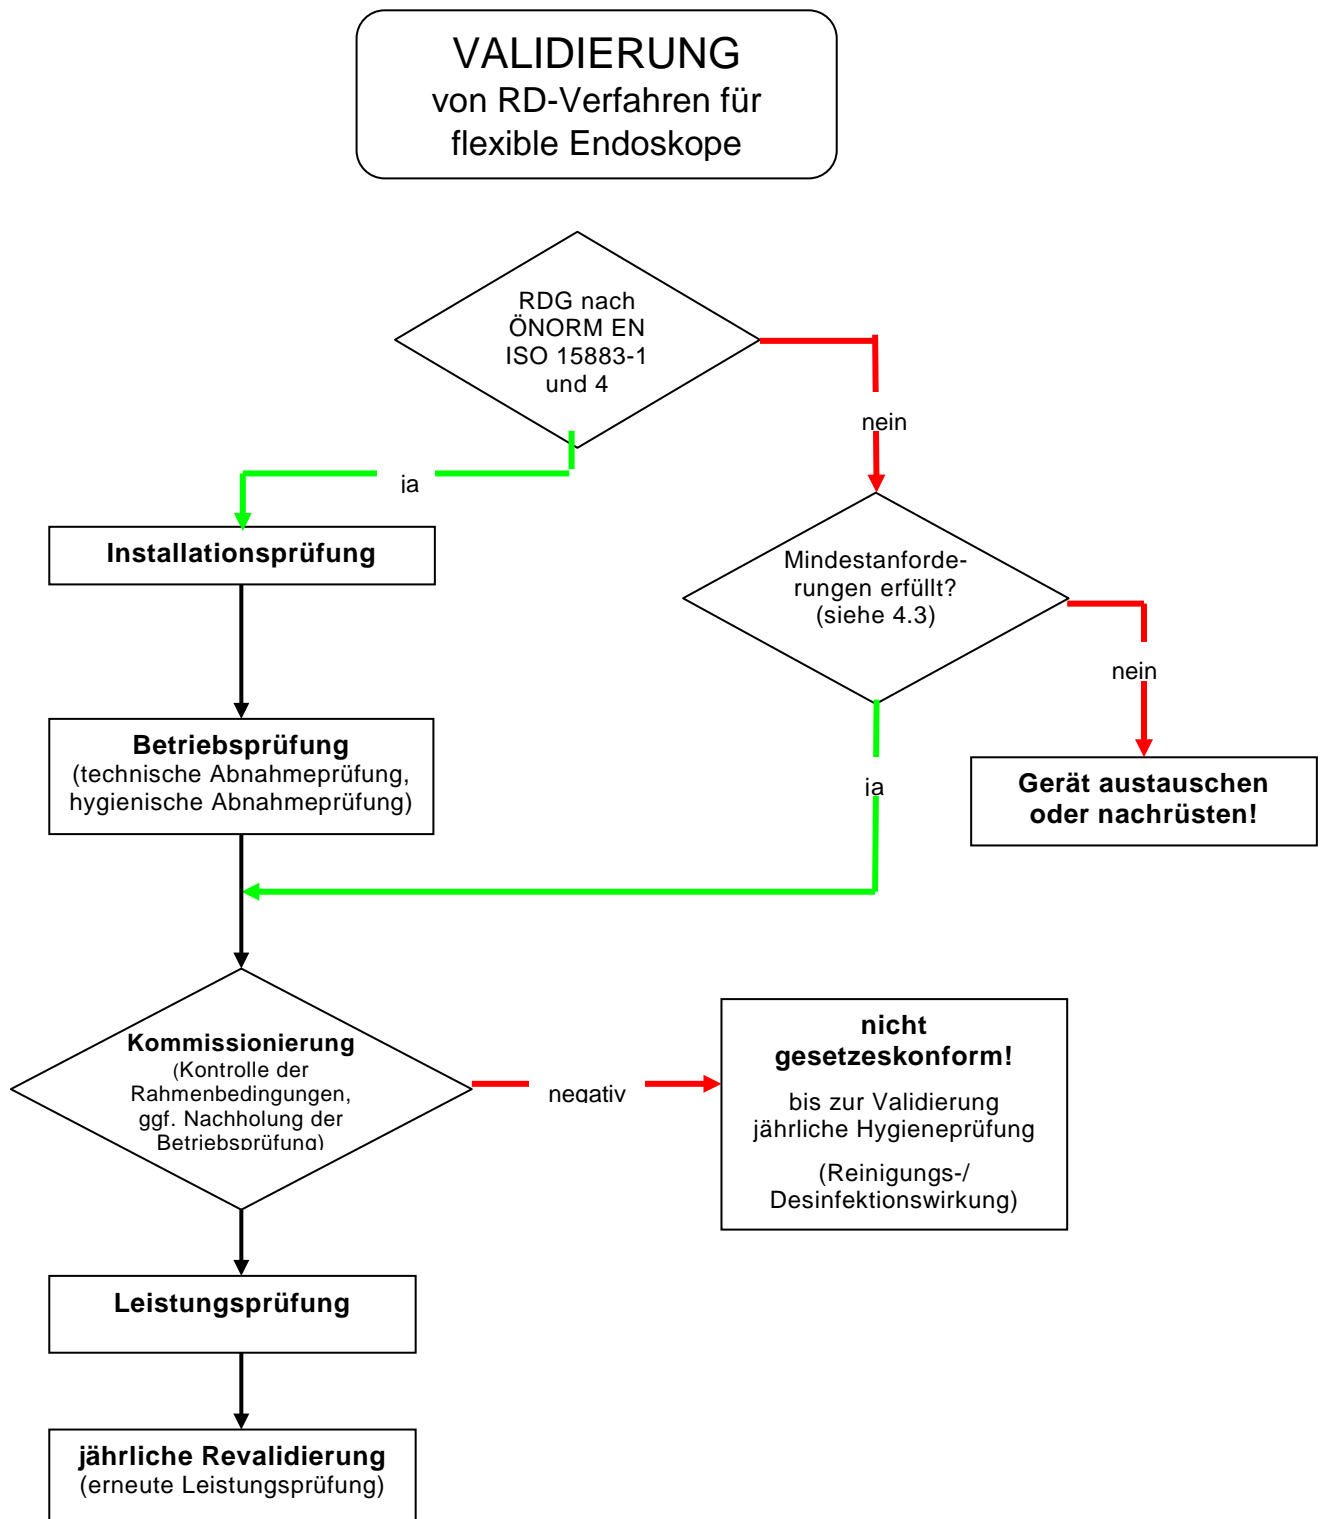 VALIDIERUNG
von RD-Verfahren für
flexible Endoskope
RDG nach
ÖNORM EN
ISO 15883-1
und 4
nein
ja
Installationsprüfung
Mindestanforde-
rungen erfüllt?
(siehe 4.3)
nein
Betriebsprüfung
(technische Abnahmeprüfung,
hygienische Abnahmeprüfung)
ja
Gerät austauschen
oder nachrüsten!
Kommissionierung
(Kontrolle der
Rahmenbedingungen,
ggf. Nachholung der
Betriebsprüfung)
negativ
nicht
gesetzeskonform!
bis zur Validierung
jährliche Hygieneprüfung
(Reinigungs-/
Desinfektionswirkung)
Leistungsprüfung
jährliche Revalidierung
(erneute Leistungsprüfung)